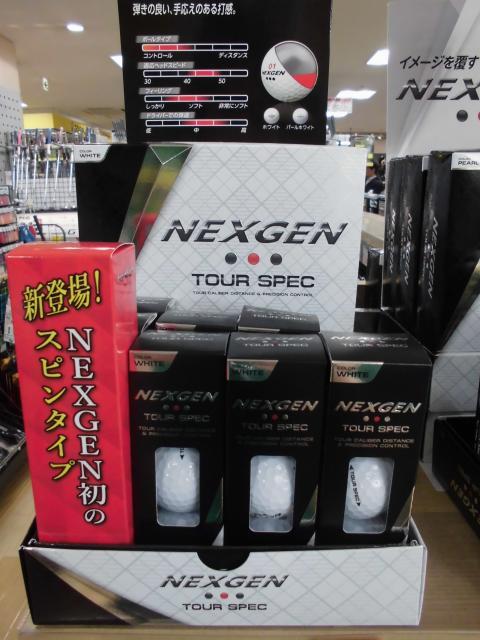 弾きの良い、手応えのある打感。
ボールタイプ
コントロール ディスタンス
適応ヘッドスピード
30 40 50
フィーリング
しっかり ソフト 非常にソフト
ドライバーでの弾道
低 中 高
01
NEXGEN
ホワイト パールホワイト
イメージを覆す
NEX
COLOR
WHITE
COLOR
PEARL
NEXGEN
TOUR SPEC
TOUR CALIBER DISTANCE & PRECISION CONTROL
新登場!
NEXGEN初の
スピンタイプ
COLOR
WHITE
NEXGEN
TOUR SPEC
TOUR CALIBER DISTANCE
& PRECISION CONTROL
COLOR
WHITE
NEXGEN
TOUR SPEC
TOUR CALIBER DISTANCE
& PRECISION CONTROL
COLOR
WHITE
NEXGEN
TOUR SPEC
TOUR CALIBER DISTANCE
& PRECISION CONTROL
TOUR SPEC
NEXGEN
TOUR SPEC